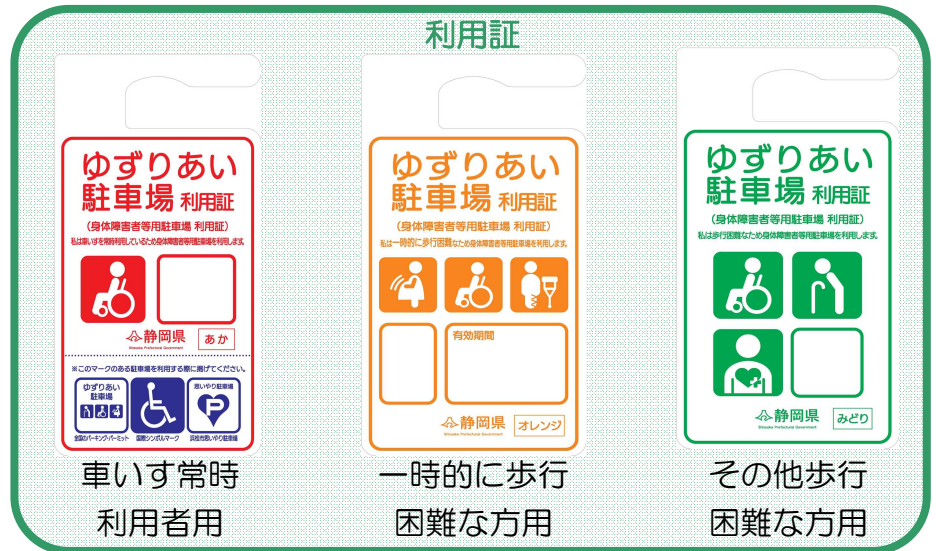 利用証
ゆずりあい
駐車場 利用証
(身体障害者等用駐車場 利用証)
私は車いすを常時利用しているため身体障害者等用駐車場を利用します。
静岡県
Shizuoka Prefectural Government
あか
※このマークのある駐車場を利用する際に掲げてください。
ゆずりあい
駐車場
全国のパーキング・パーミット
国際シンボルマーク
思いやり駐車場
P
浜松市思いやり駐車場
車いす常時
利用者用
ゆずりあい
駐車場 利用証
(身体障害者等用駐車場 利用証)
私は一時的に歩行困難なため身体障害者等用駐車場を利用します。
有効期間
静岡県
Shizuoka Prefectural Government
オレンジ
一時的に歩行
困難な方用
ゆずりあい
駐車場 利用証
(身体障害者等用駐車場 利用証)
私は歩行困難なため身体障害者等用駐車場を利用します。
静岡県
Shizuoka Prefectural Government
みどり
その他歩行
困難な方用